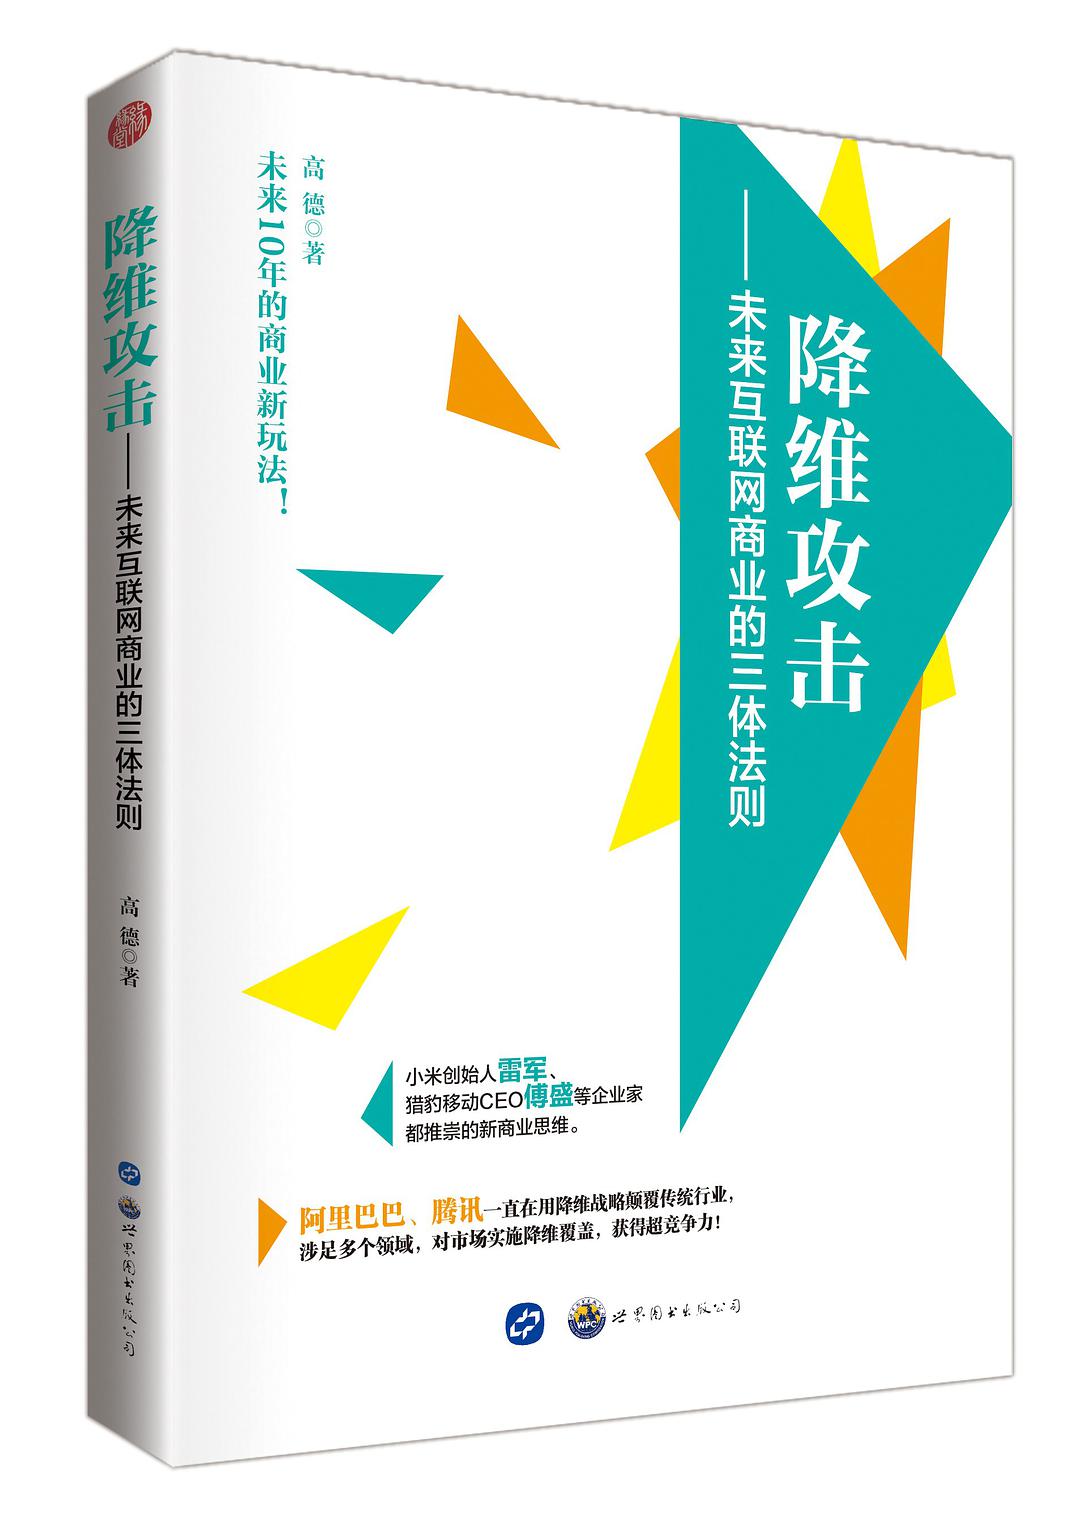 緣緣堂
降维攻击
——未来互联网商业的三体法则
高德◎著
世界图书出版公司
高德◎著
未来10年的商业新玩法！
降维攻击
——未来互联网商业的三体法则
小米创始人雷军、
猎豹移动CEO傅盛等企业家
都推崇的新商业思维。
阿里巴巴、腾讯一直在用降维战略颠覆传统行业，
涉足多个领域，对市场实施降维覆盖，获得超竞争力！
WPC
世界图书出版公司